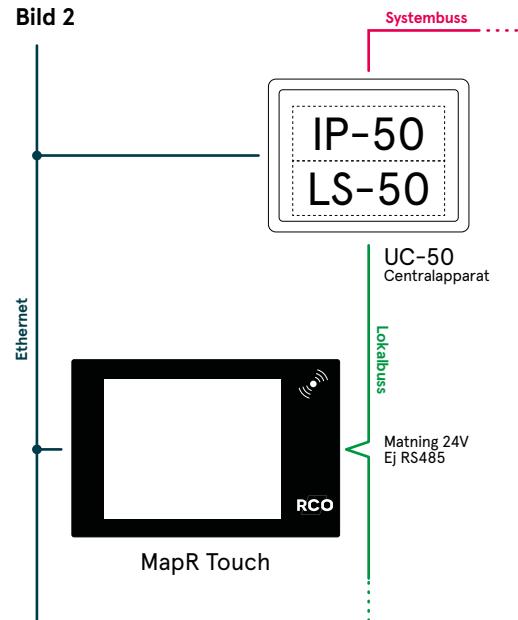 Bild 2
Systembuss
IP-50
LS-50
UC-50
Centralapparat
Ethernet
Lokalbuss
Matning 24V
Ej RS485
RCO
MapR Touch